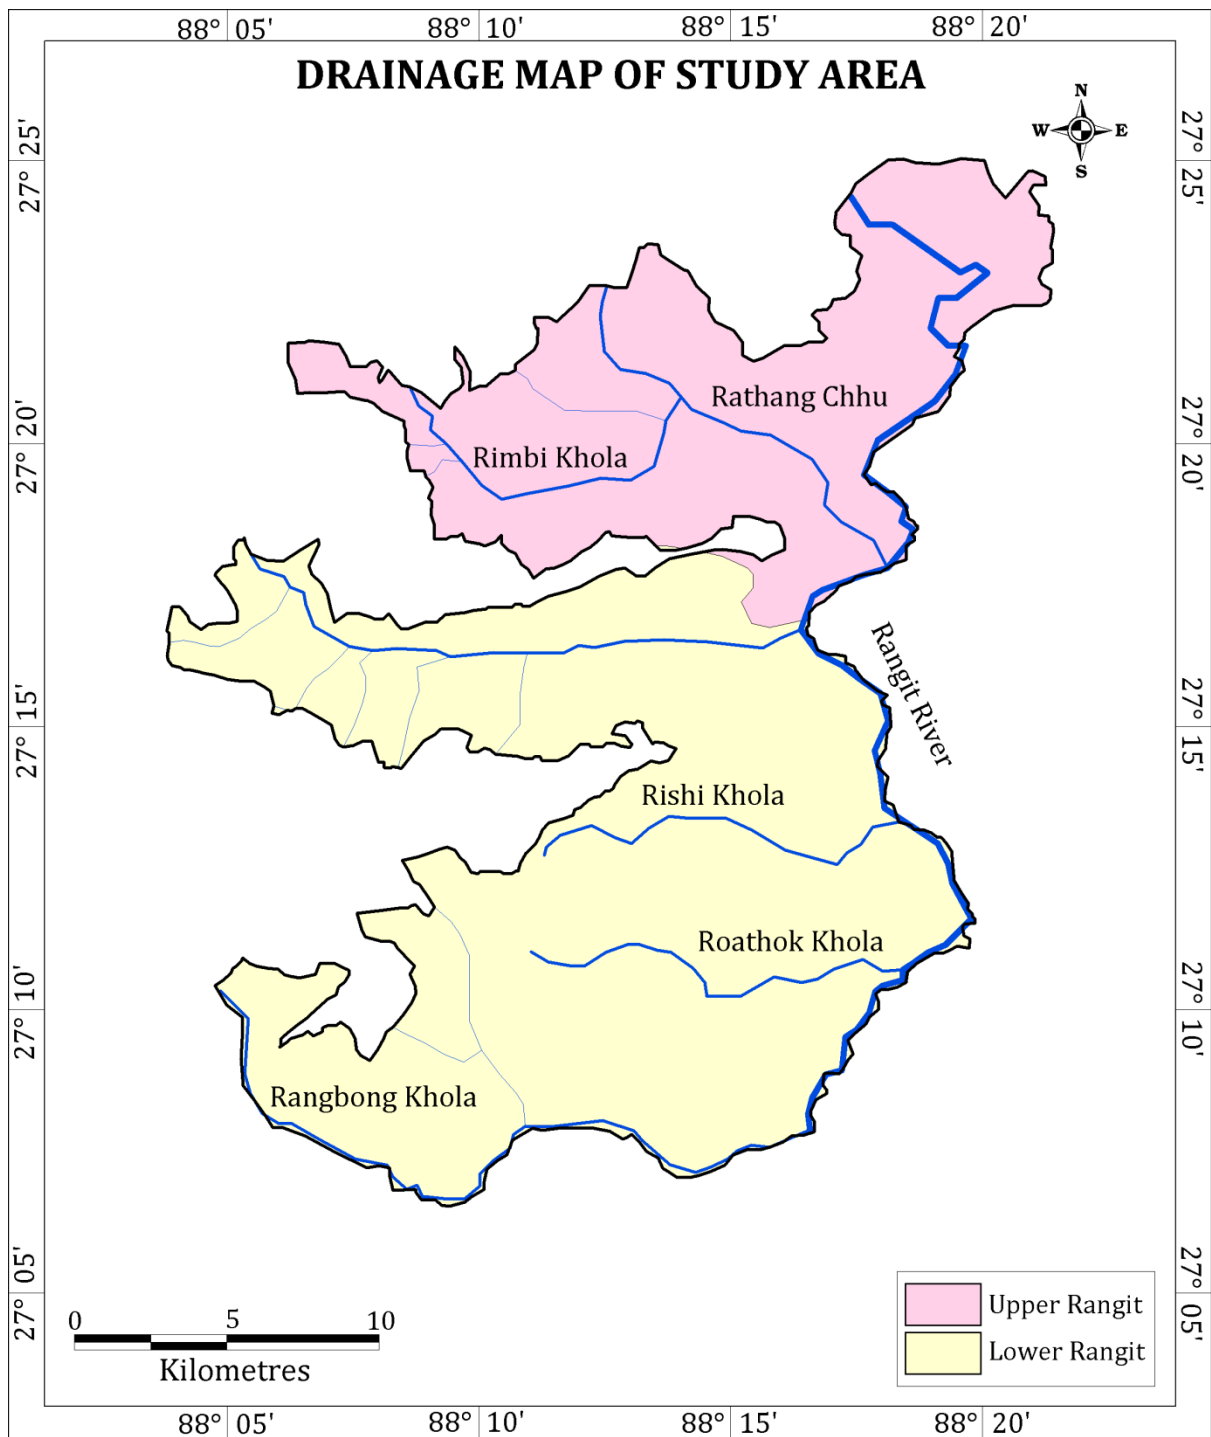 88° 05' 88° 10' 88° 15' 88° 20'
DRAINAGE MAP OF STUDY AREA
N
W E
S
27° 25' 27° 25'
Rathang Chhu
27° 20' 27° 20'
Rimbi Khola
Rangit River
27° 15' 27° 15'
Rishi Khola
Roathok Khola
27° 10' 27° 10'
Rangbong Khola
27° 05' 27° 05'
Upper Rangit
Lower Rangit
0 5 10
Kilometres
88° 05' 88° 10' 88° 15' 88° 20'